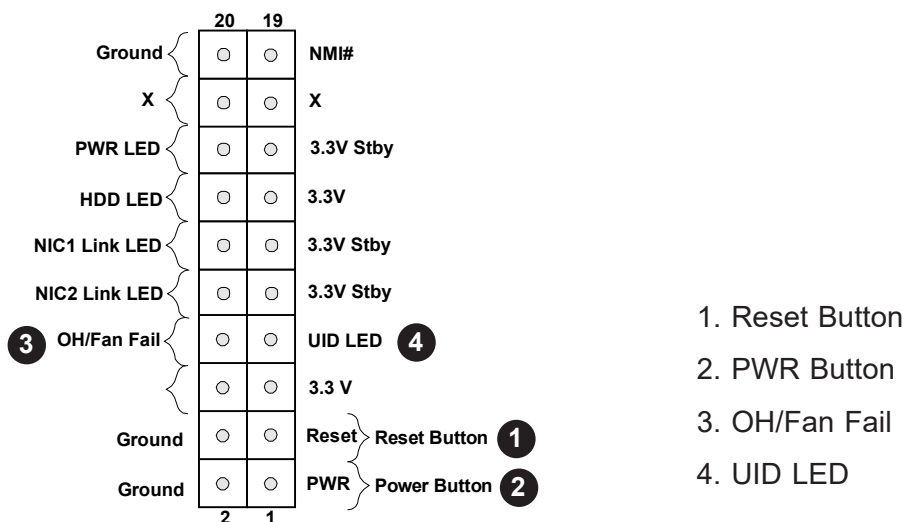 20 19
Ground NMI#
X X
PWR LED 3.3V Stby
HDD LED 3.3V
NIC1 Link LED 3.3V Stby
NIC2 Link LED 3.3V Stby
3 OH/Fan Fail UID LED 4
3.3 V
Ground Reset Reset Button 1
Ground PWR Power Button 2
2 1
1. Reset Button
2. PWR Button
3. OH/Fan Fail
4. UID LED